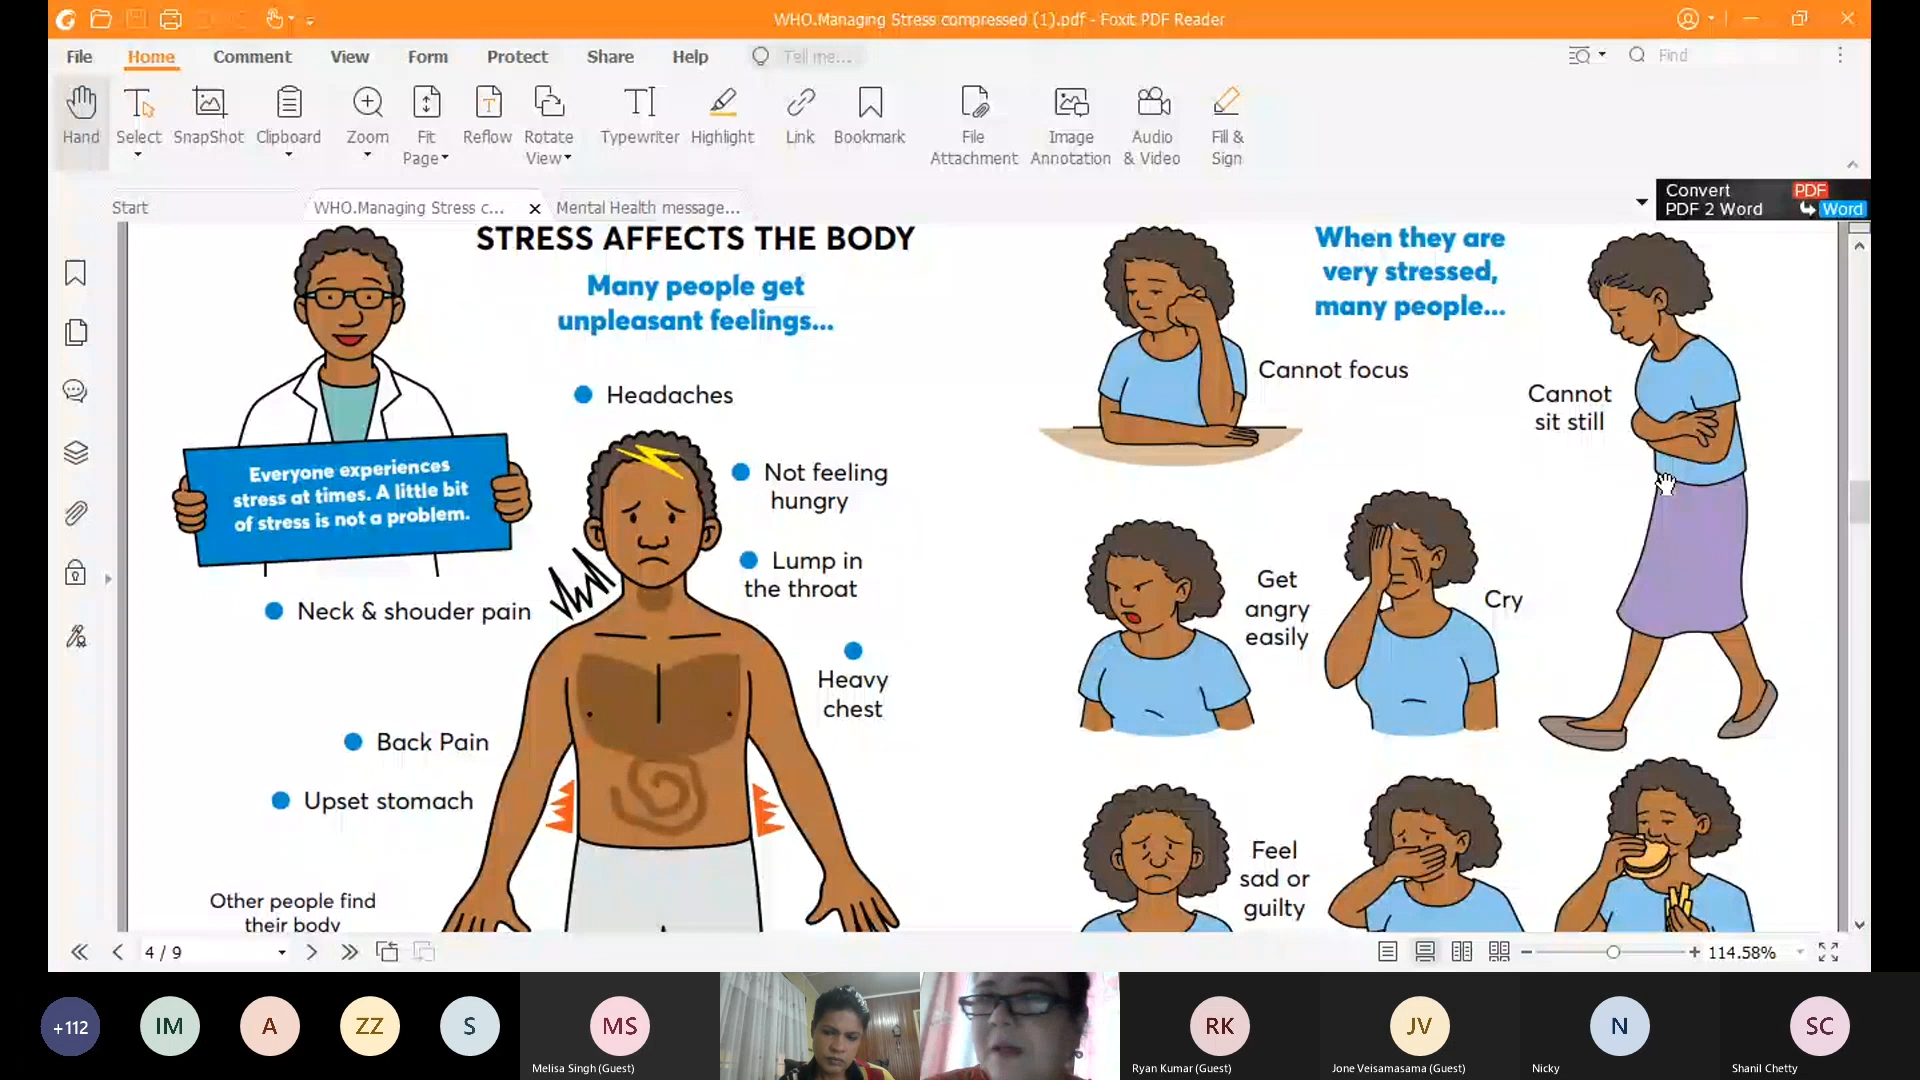 WHO.Managing Stress compressed (1).pdf - Foxit PDF Reader
File Home Comment View Form Protect Share Help Tell me... Find
Hand
Select
SnapShot
Clipboard
Zoom
Fit
Page
Reflow
Rotate
View
Typewriter
Highlight
Link
Bookmark
File
Attachment
Image
Annotation
Audio
& Video
Fill &
Sign
Start
WHO.Managing Stress c...
Mental Health message...
Convert PDF
PDF 2 Word Word
STRESS AFFECTS THE BODY
Many people get
unpleasant feelings...
Everyone experiences
stress at times. A little bit
of stress is not a problem.
Headaches
Not feeling
hungry
Lump in
the throat
Neck & shouder pain
Heavy
chest
Back Pain
Upset stomach
Other people find
their body
When they are
very stressed,
many people...
Cannot focus
Cannot
sit still
Get
angry
easily
Cry
Feel
sad or
guilty
4 / 9
114.58%
+112
IM
A
ZZ
S
MS
Melisa Singh (Guest)
RK
Ryan Kumar (Guest)
JV
Jone Veisamasama (Guest)
N
Nicky
SC
Shanil Chetty